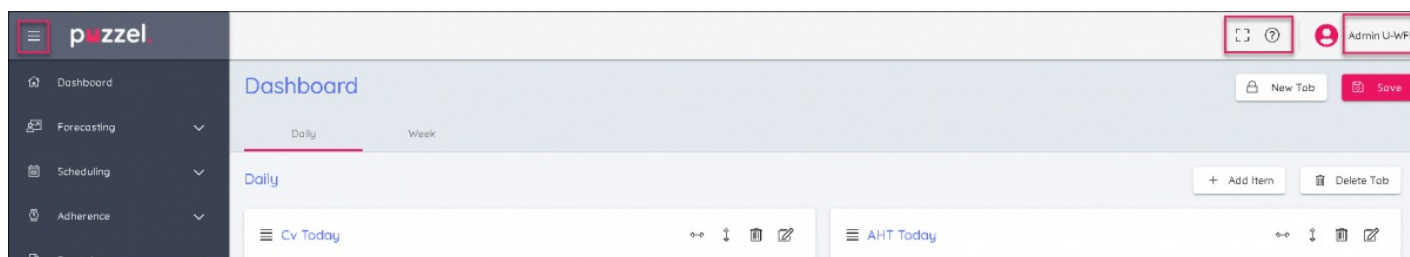 puzzel.
Admin U-WF
Dashboard
Forecasting
Scheduling
Adherence
Dashboard
New Tab
Save
Daily
Week
Daily
+ Add Item
Delete Tab
Cv Today
AHT Today